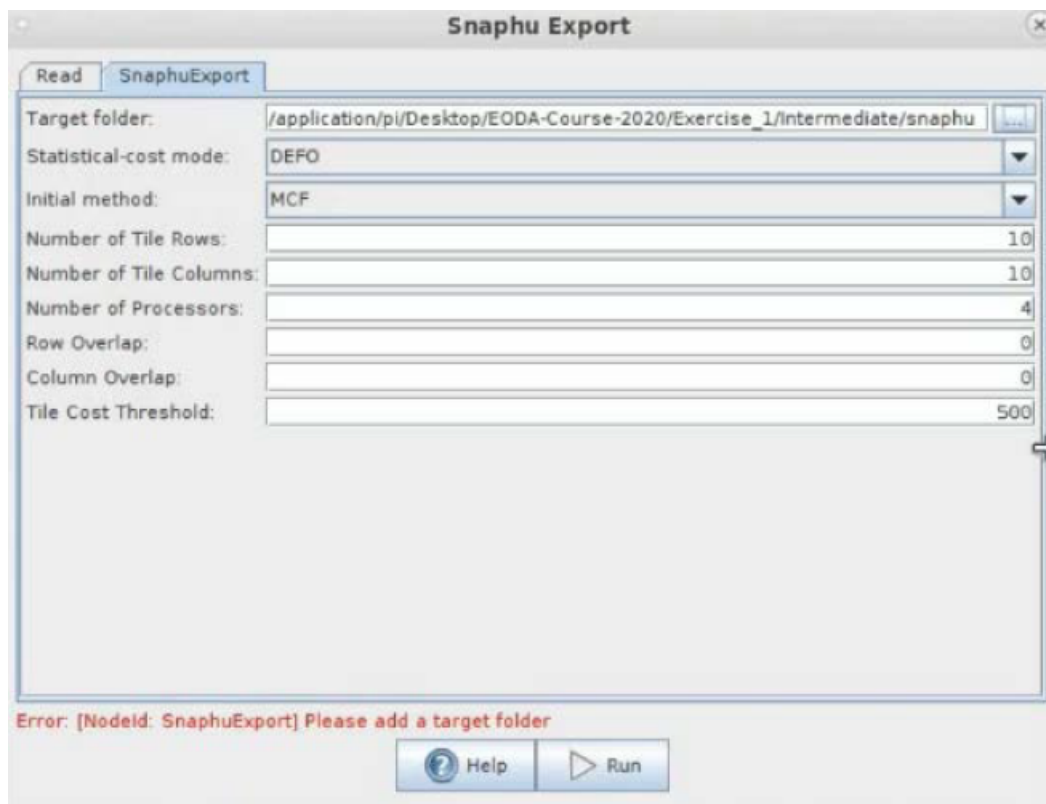 Snaphu Export
Read SnaphuExport
Target folder: /application/pi/Desktop/EODA-Course-2020/Exercise_1/Intermediate/snaphu ...
Statistical-cost mode: DEFO
Initial method: MCF
Number of Tile Rows: 10
Number of Tile Columns: 10
Number of Processors: 4
Row Overlap: 0
Column Overlap: 0
Tile Cost Threshold: 500
Error: [NodeId: SnaphuExport] Please add a target folder
Help Run